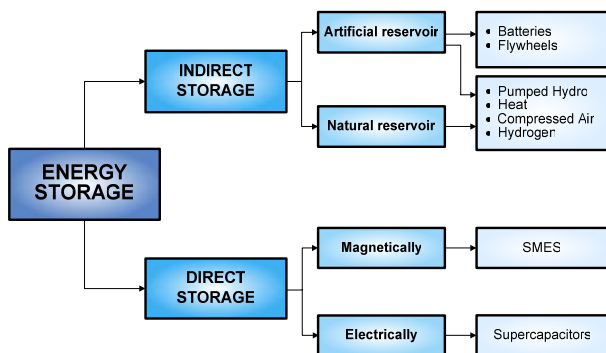 Artificial reservoir
• Batteries
• Flywheels
INDIRECT
STORAGE
• Pumped Hydro
• Heat
• Compressed Air
• Hydrogen
Natural reservoir
ENERGY
STORAGE
Magnetically
SMES
DIRECT
STORAGE
Electrically
Supercapacitors